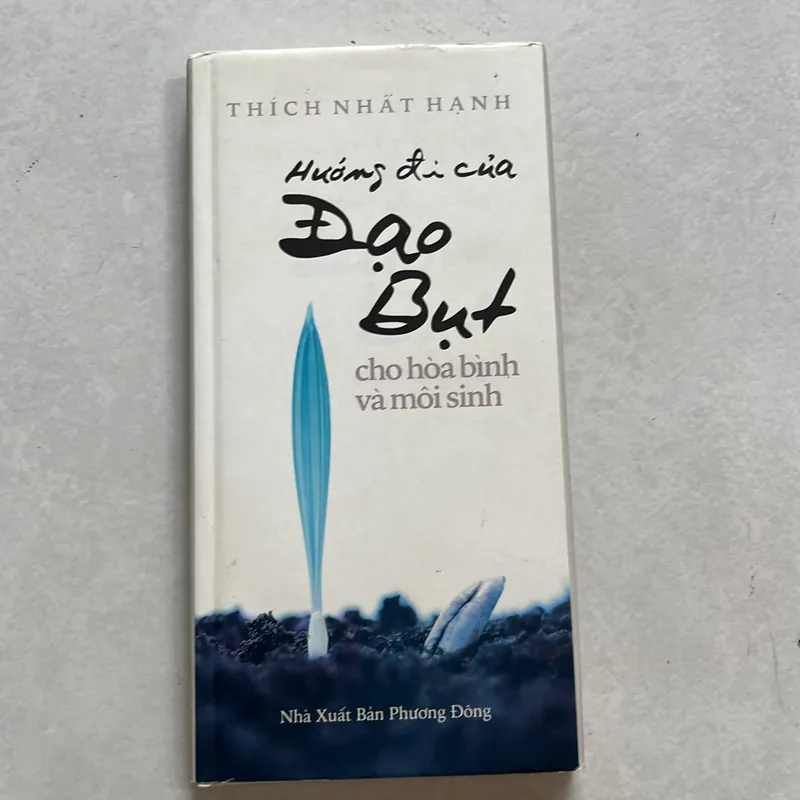 THÍCH NHẤT HẠNH
Hướng đi của
Đạo
Bụt
cho hòa bình
và môi sinh
Nhà Xuất Bản Phương Đông